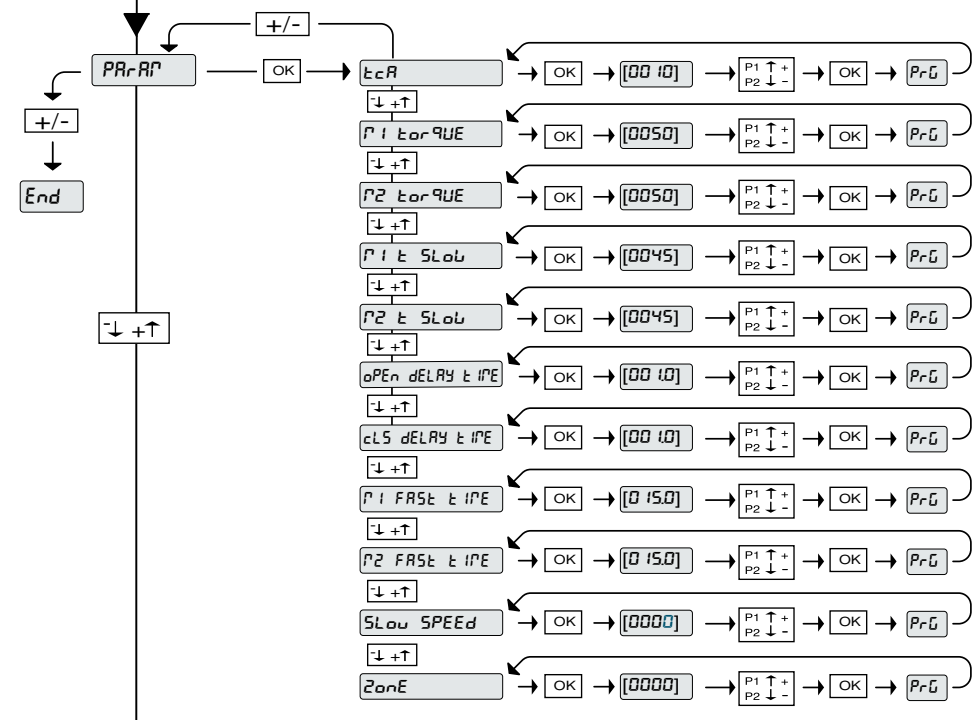 +/-
PArAM OK
tcA OK [0010] P1 ↑ + P2 ↓ - OK PrG
-↓ +↑
+/-
M1 torqUE OK [0050] P1 ↑ + P2 ↓ - OK PrG
-↓ +↑
End
M2 torqUE OK [0050] P1 ↑ + P2 ↓ - OK PrG
-↓ +↑
M1 t SLoU OK [0045] P1 ↑ + P2 ↓ - OK PrG
-↓ +↑
M2 t SLoU OK [0045] P1 ↑ + P2 ↓ - OK PrG
-↓ +↑
-↓ +↑
oPEn dELAY tIME OK [001.0] P1 ↑ + P2 ↓ - OK PrG
-↓ +↑
cLS dELAY tIME OK [001.0] P1 ↑ + P2 ↓ - OK PrG
-↓ +↑
M1 FASt tIME OK [015.0] P1 ↑ + P2 ↓ - OK PrG
-↓ +↑
M2 FASt tIME OK [015.0] P1 ↑ + P2 ↓ - OK PrG
-↓ +↑
SLou SPEEd OK [0000] P1 ↑ + P2 ↓ - OK PrG
-↓ +↑
ZonE OK [0000] P1 ↑ + P2 ↓ - OK PrG